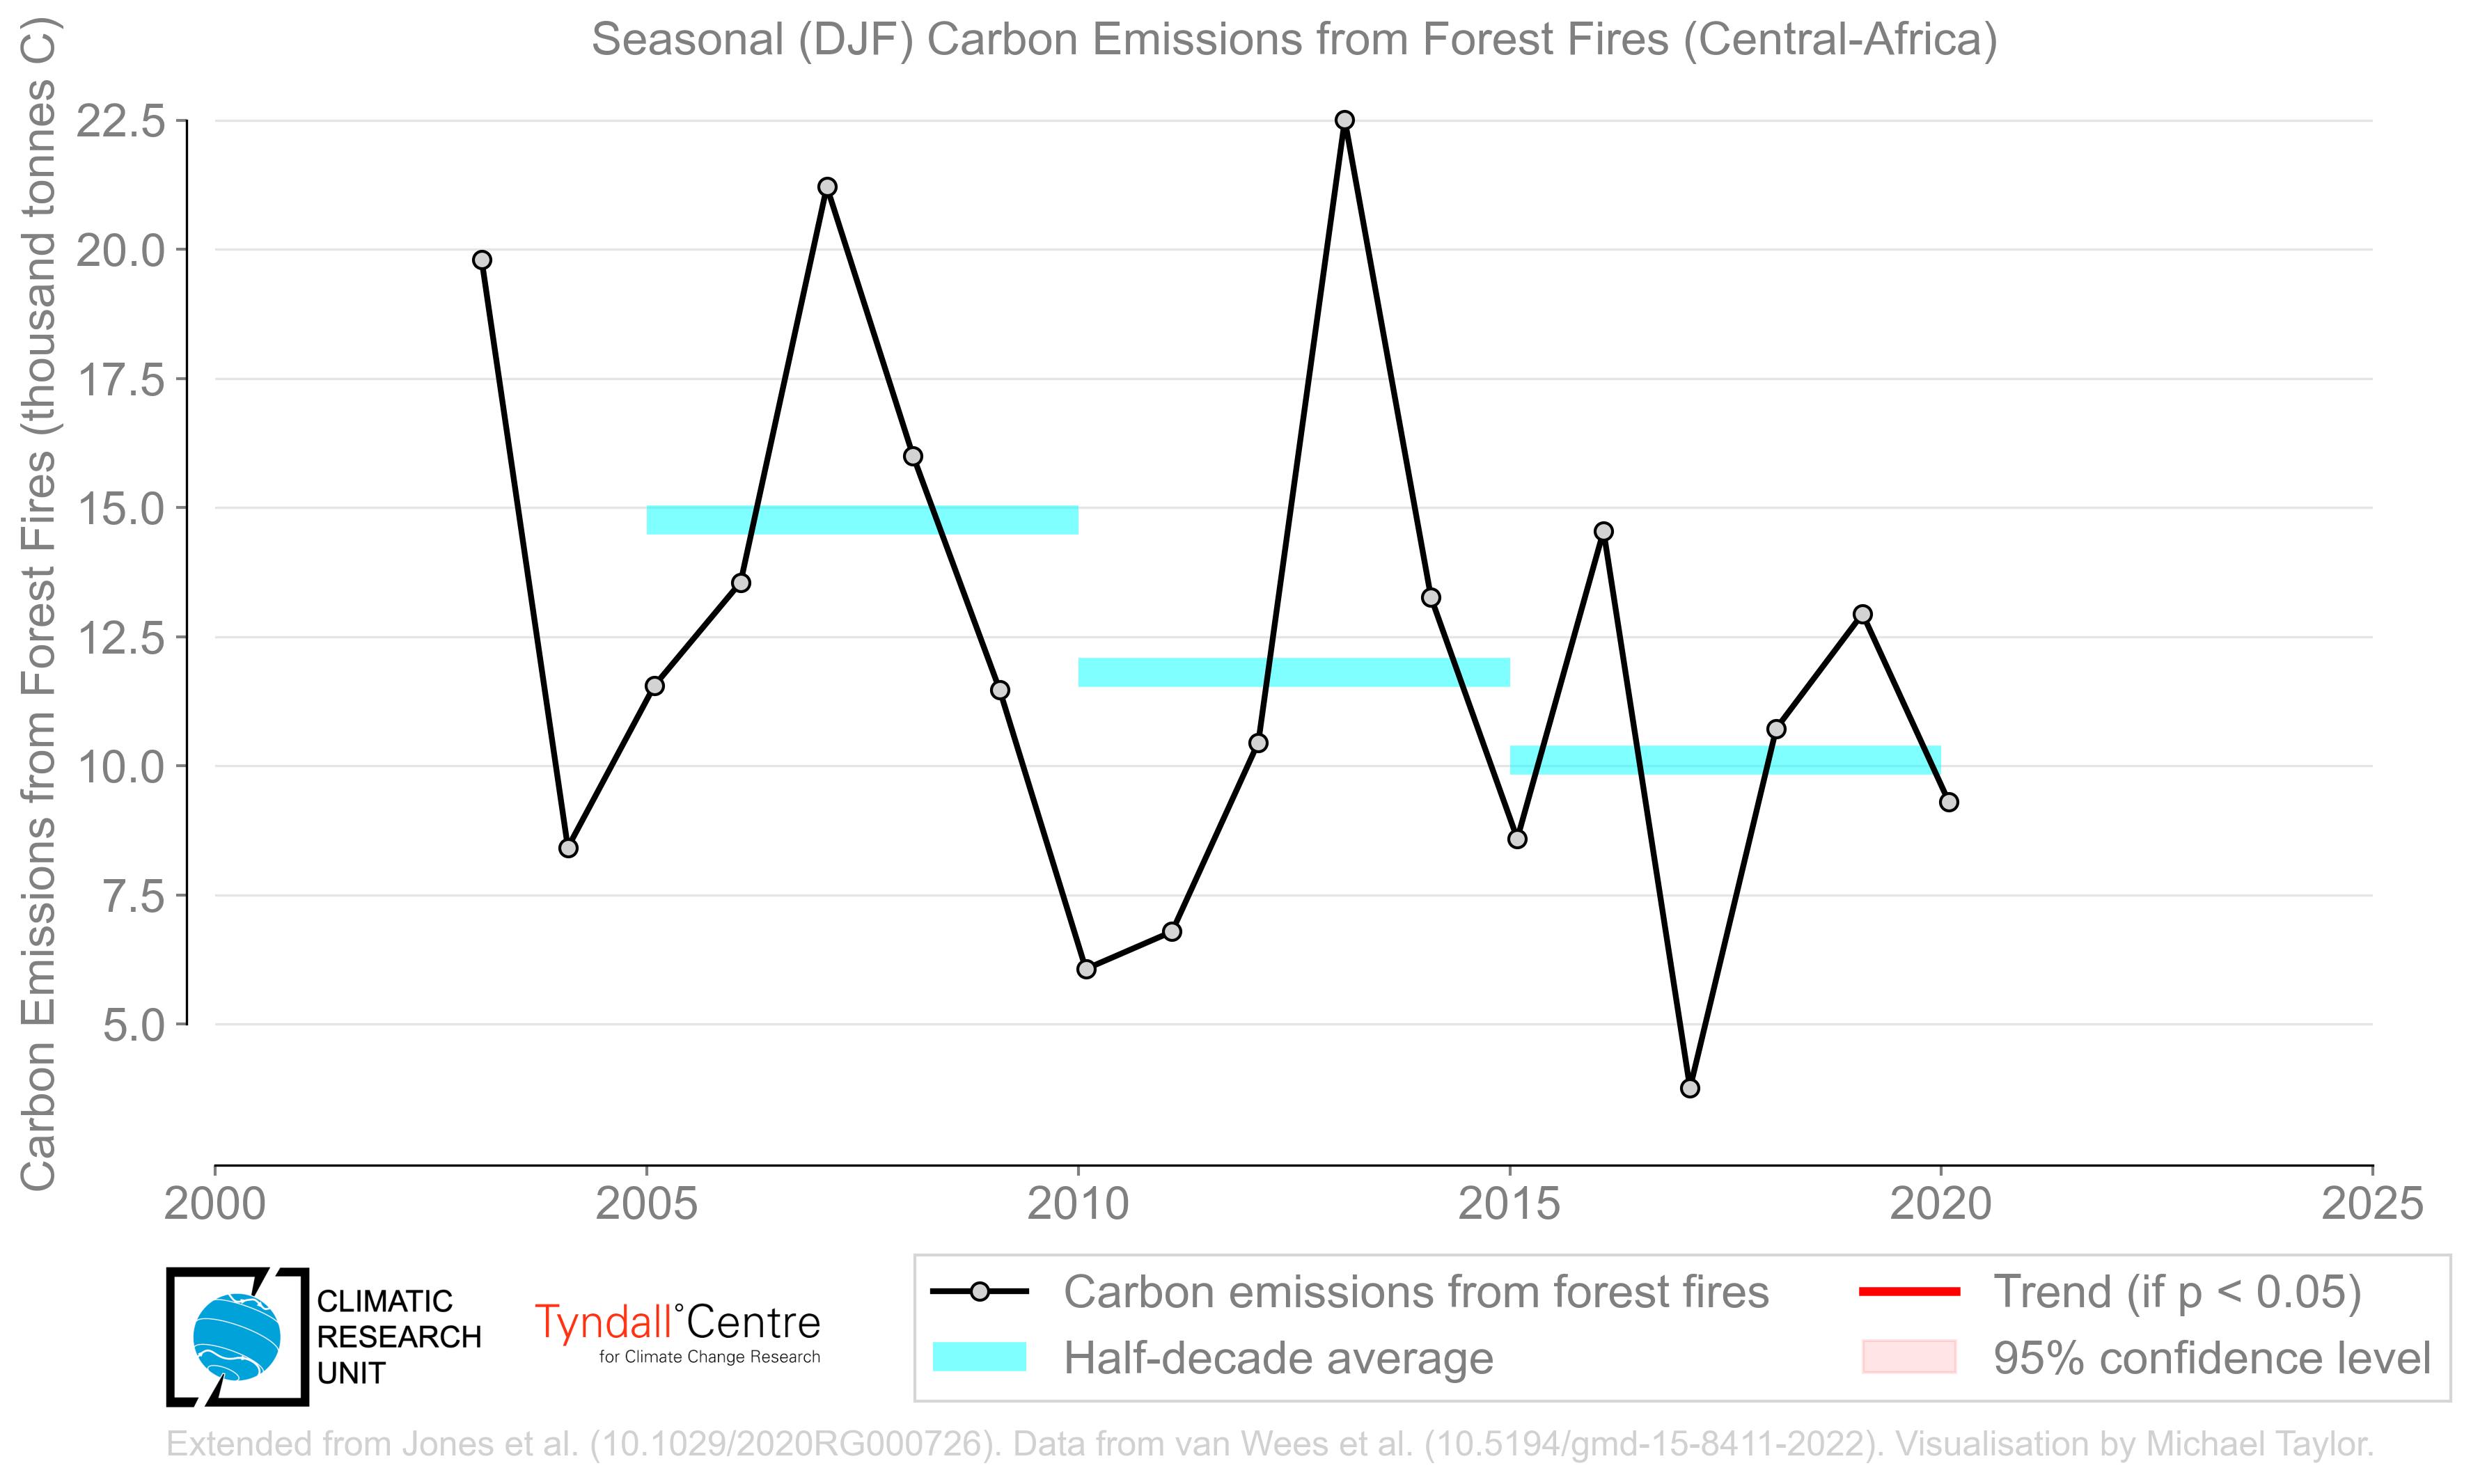 Seasonal (DJF) Carbon Emissions from Forest Fires (Central-Africa)
Carbon Emissions from Forest Fires (thousand tonnes C)
22.5
20.0
17.5
15.0
12.5
10.0
7.5
5.0
2000 2005 2010 2015 2020 2025
CLIMATIC
RESEARCH
UNIT
Tyndall°Centre
for Climate Change Research
Carbon emissions from forest fires
Half-decade average
Trend (if p < 0.05)
95% confidence level
Extended from Jones et al. (10.1029/2020RG000726). Data from van Wees et al. (10.5194/gmd-15-8411-2022). Visualisation by Michael Taylor.